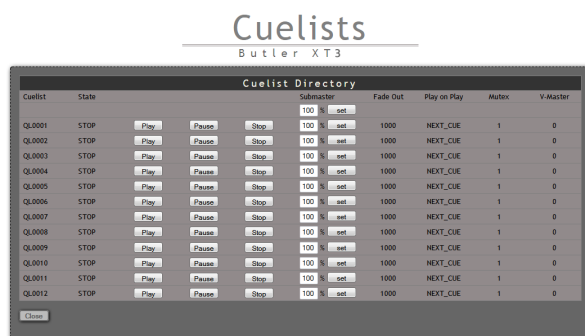 Cuelists
Butler XT3
Cuelist Directory
Cuelist State Submaster Fade Out Play on Play Mutex V-Master
100 % set
QL0001 STOP Play Pause Stop 100 % set 1000 NEXT_CUE 1 0
QL0002 STOP Play Pause Stop 100 % set 1000 NEXT_CUE 1 0
QL0003 STOP Play Pause Stop 100 % set 1000 NEXT_CUE 1 0
QL0004 STOP Play Pause Stop 100 % set 1000 NEXT_CUE 1 0
QL0005 STOP Play Pause Stop 100 % set 1000 NEXT_CUE 1 0
QL0006 STOP Play Pause Stop 100 % set 1000 NEXT_CUE 1 0
QL0007 STOP Play Pause Stop 100 % set 1000 NEXT_CUE 1 0
QL0008 STOP Play Pause Stop 100 % set 1000 NEXT_CUE 1 0
QL0009 STOP Play Pause Stop 100 % set 1000 NEXT_CUE 1 0
QL0010 STOP Play Pause Stop 100 % set 1000 NEXT_CUE 1 0
QL0011 STOP Play Pause Stop 100 % set 1000 NEXT_CUE 1 0
QL0012 STOP Play Pause Stop 100 % set 1000 NEXT_CUE 1 0
Close